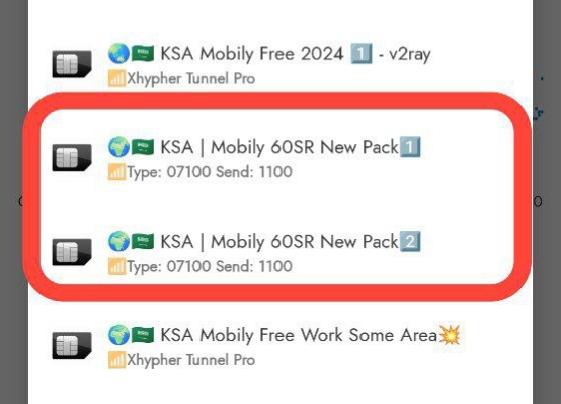 🌍🇸🇦 KSA Mobily Free 2024 1️⃣ - v2ray
📶Xhypher Tunnel Pro
🌍🇸🇦 KSA | Mobily 60SR New Pack1️⃣
📶Type: 07100 Send: 1100
🌍🇸🇦 KSA | Mobily 60SR New Pack2️⃣
📶Type: 07100 Send: 1100
🌍🇸🇦 KSA Mobily Free Work Some Area💥
📶Xhypher Tunnel Pro